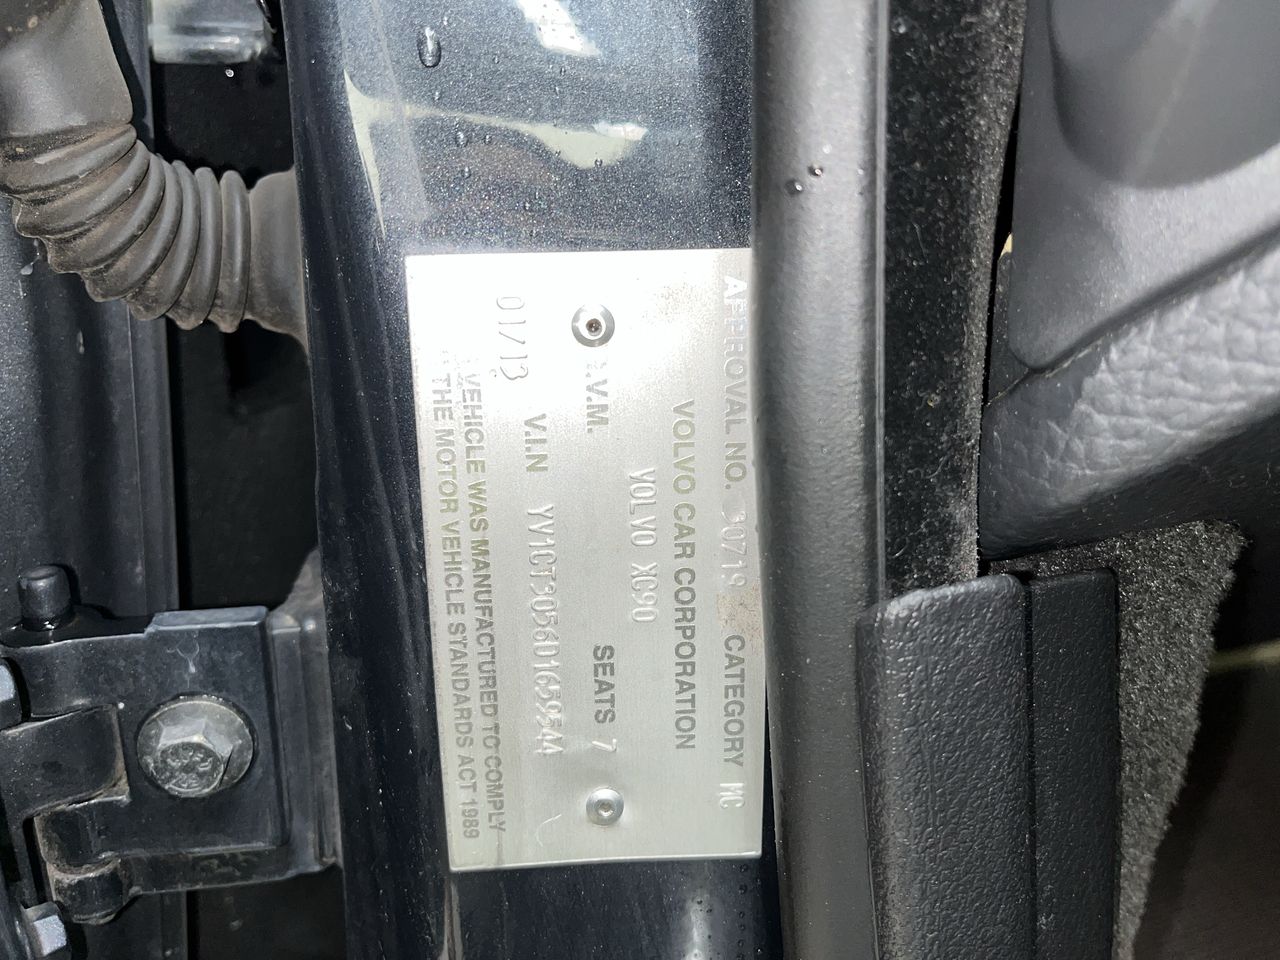 APPROVAL NO. 30719 CATEGORY MC
VOLVO CAR CORPORATION
VOLVO XC90
.V.M. SEATS 7
V.I.N YV1CT3056D1659544
01/13
VEHICLE WAS MANUFACTURED TO COMPLY
THE MOTOR VEHICLE STANDARDS ACT 1989